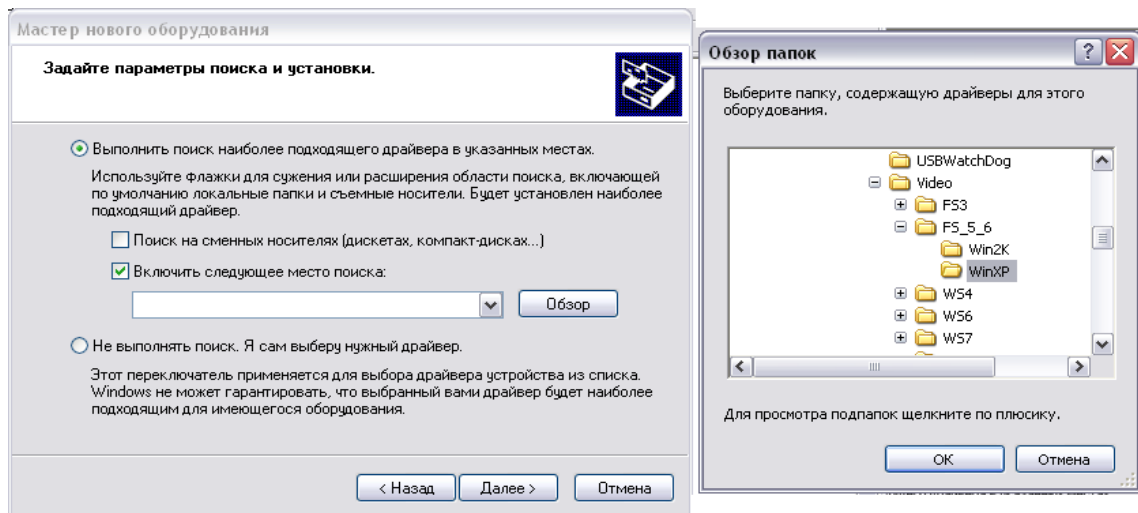 Мастер нового оборудования
Задайте параметры поиска и установки.
Выполнить поиск наиболее подходящего драйвера в указанных местах.
Используйте флажки для сужения или расширения области поиска, включающей
по умолчанию локальные папки и съемные носители. Будет установлен наиболее
подходящий драйвер.
Поиск на сменных носителях (дискетах, компакт-дисках...)
Включить следующее место поиска:
Обзор
Не выполнять поиск. Я сам выберу нужный драйвер.
Этот переключатель применяется для выбора драйвера устройства из списка.
Windows не может гарантировать, что выбранный вами драйвер будет наиболее
подходящим для имеющегося оборудования.
< Назад
Далее >
Отмена
Обзор папок
Выберите папку, содержащую драйверы для этого
оборудования.
USBWatchDog
Video
FS3
FS_5_6
Win2K
WinXP
WS4
WS6
WS7
Для просмотра подпапок щелкните по плюсику.
ОК
Отмена